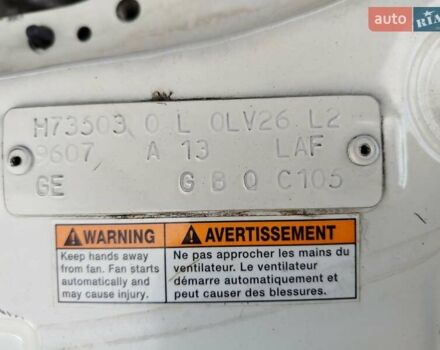 AUTO
RIA
H73503 0 L 0LV26 L2
9607 A 13 LAF
GE G B Q C105
WARNING
Keep hands away
from fan. Fan starts
automatically and
may cause injury.
AVERTISSEMENT
Ne pas approcher les mains du
ventilateur. Le ventilateur
démarre automatiquement et
peut causer des blessures.